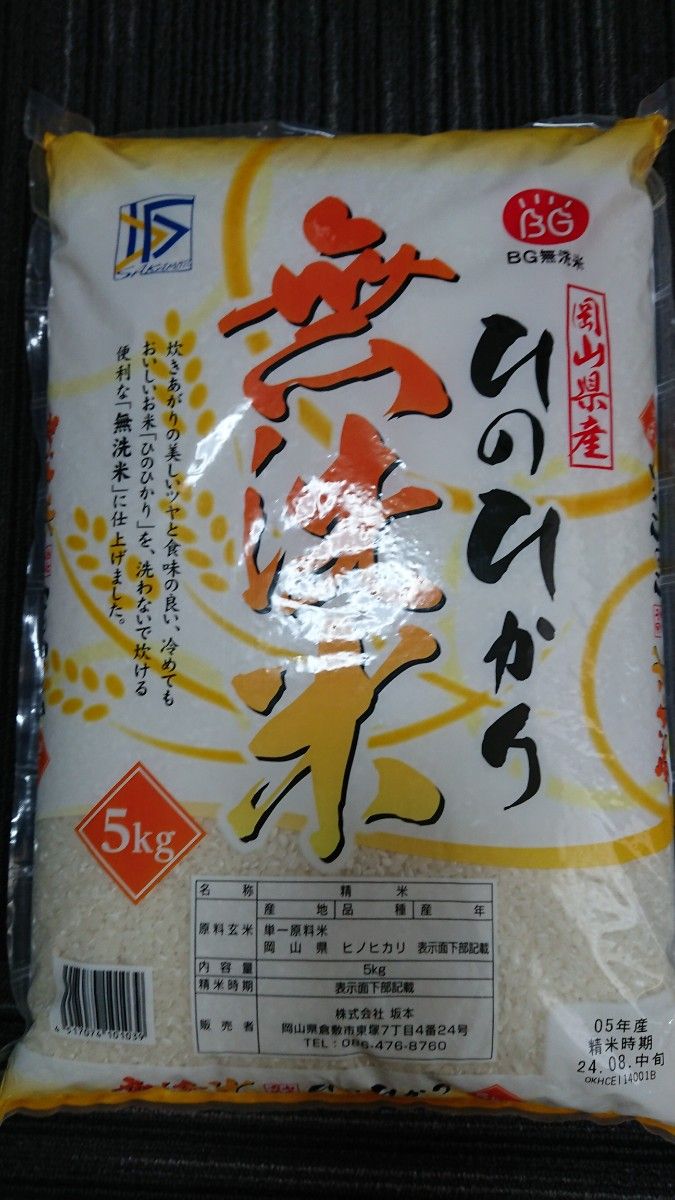 BG
BG無洗米
岡山県産
ひのひかり
無洗米
炊きあがりの美しいツヤと食味の良い、冷めても
おいしいお米「ひのひかり」を、洗わないで炊ける
便利な「無洗米」に仕上げました。
5kg
名称 精米
原料玄米 産地 品種 産年
単一原料米
岡山県 ヒノヒカリ 表示面下部記載
内容量 5kg
精米時期 表示面下部記載
販売者 株式会社 坂本
岡山県倉敷市東塚7丁目4番24号
TEL:086-476-8760
4517074101039
05年産
精米時期
24.08.中旬
OKHCE114001B